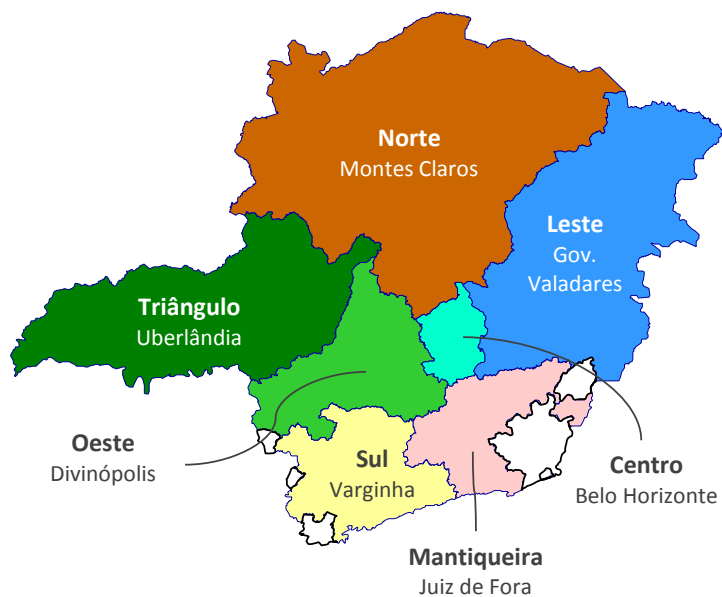 Norte
Montes Claros
Leste
Gov.
Valadares
Triângulo
Uberlândia
Oeste
Divinópolis
Sul
Varginha
Centro
Belo Horizonte
Mantiqueira
Juiz de Fora